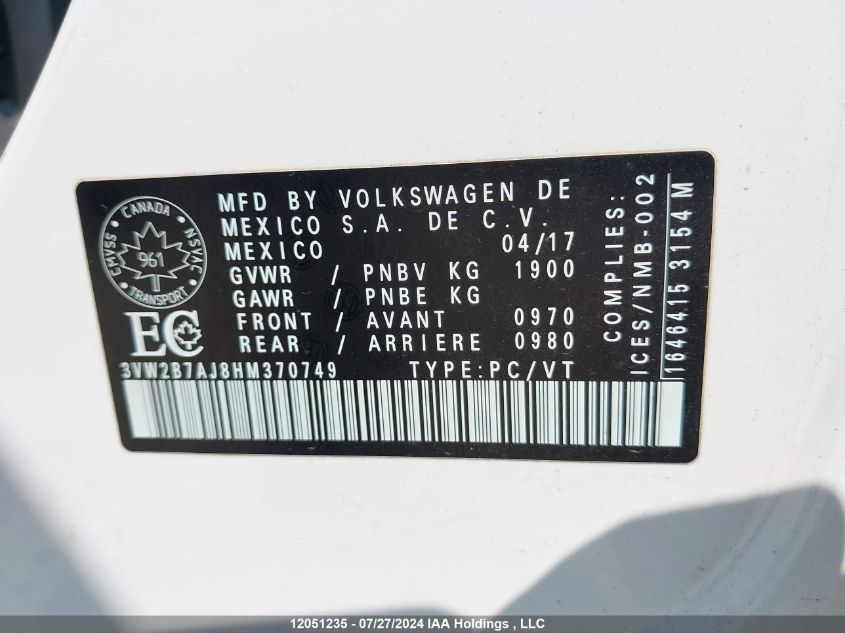 CANADA
CMVSS
961
NSVAC
TRANSPORT
EC
MFD BY VOLKSWAGEN DE
MEXICO S.A. DE C.V.
MEXICO 04/17
GVWR / PNBV KG 1900
GAWR / PNBE KG
FRONT / AVANT 0970
REAR / ARRIERE 0980
3VW2B7AJ8HM370749 TYPE:PC/VT
COMPLIES:
ICES/NMB-002
1646415 3154 M
12051235 - 07/27/2024 IAA Holdings , LLC